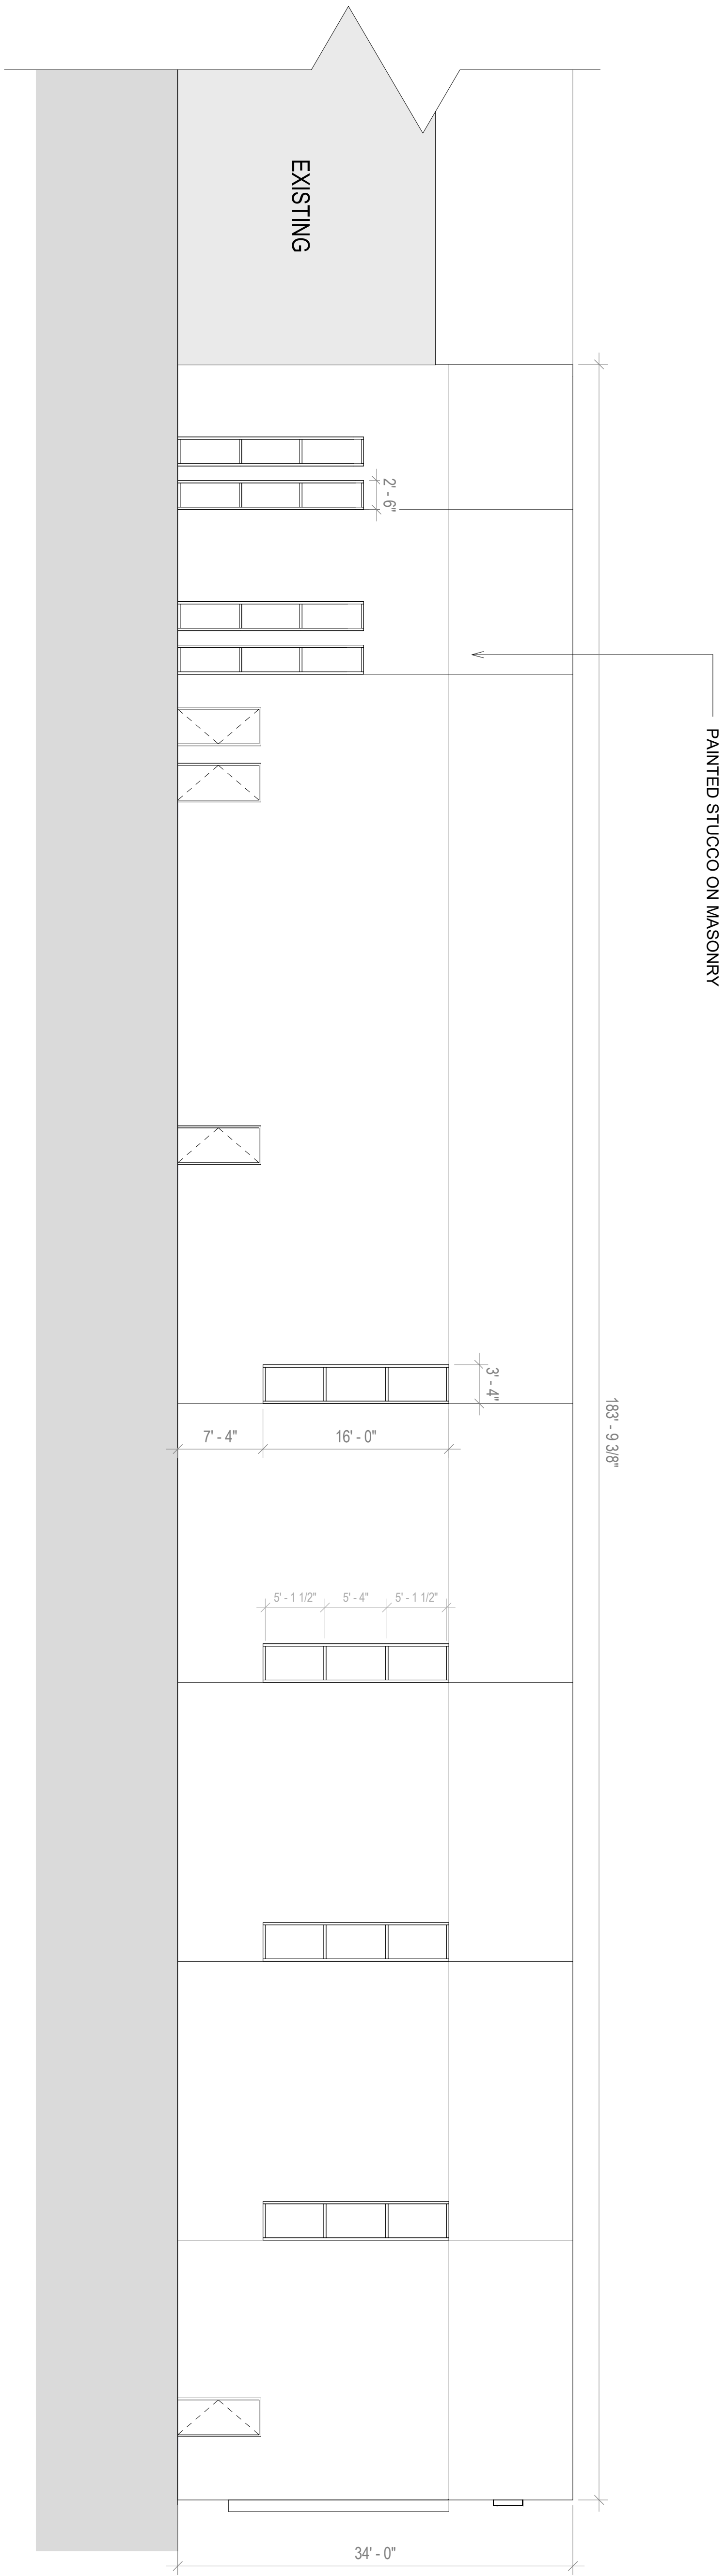 EXISTING
2' - 6"
PAINTED STUCCO ON MASONRY
3' - 4"
183' - 9 3/8"
7' - 4"
16' - 0"
5' - 1 1/2"
5' - 4"
5' - 1 1/2"
34' - 0"